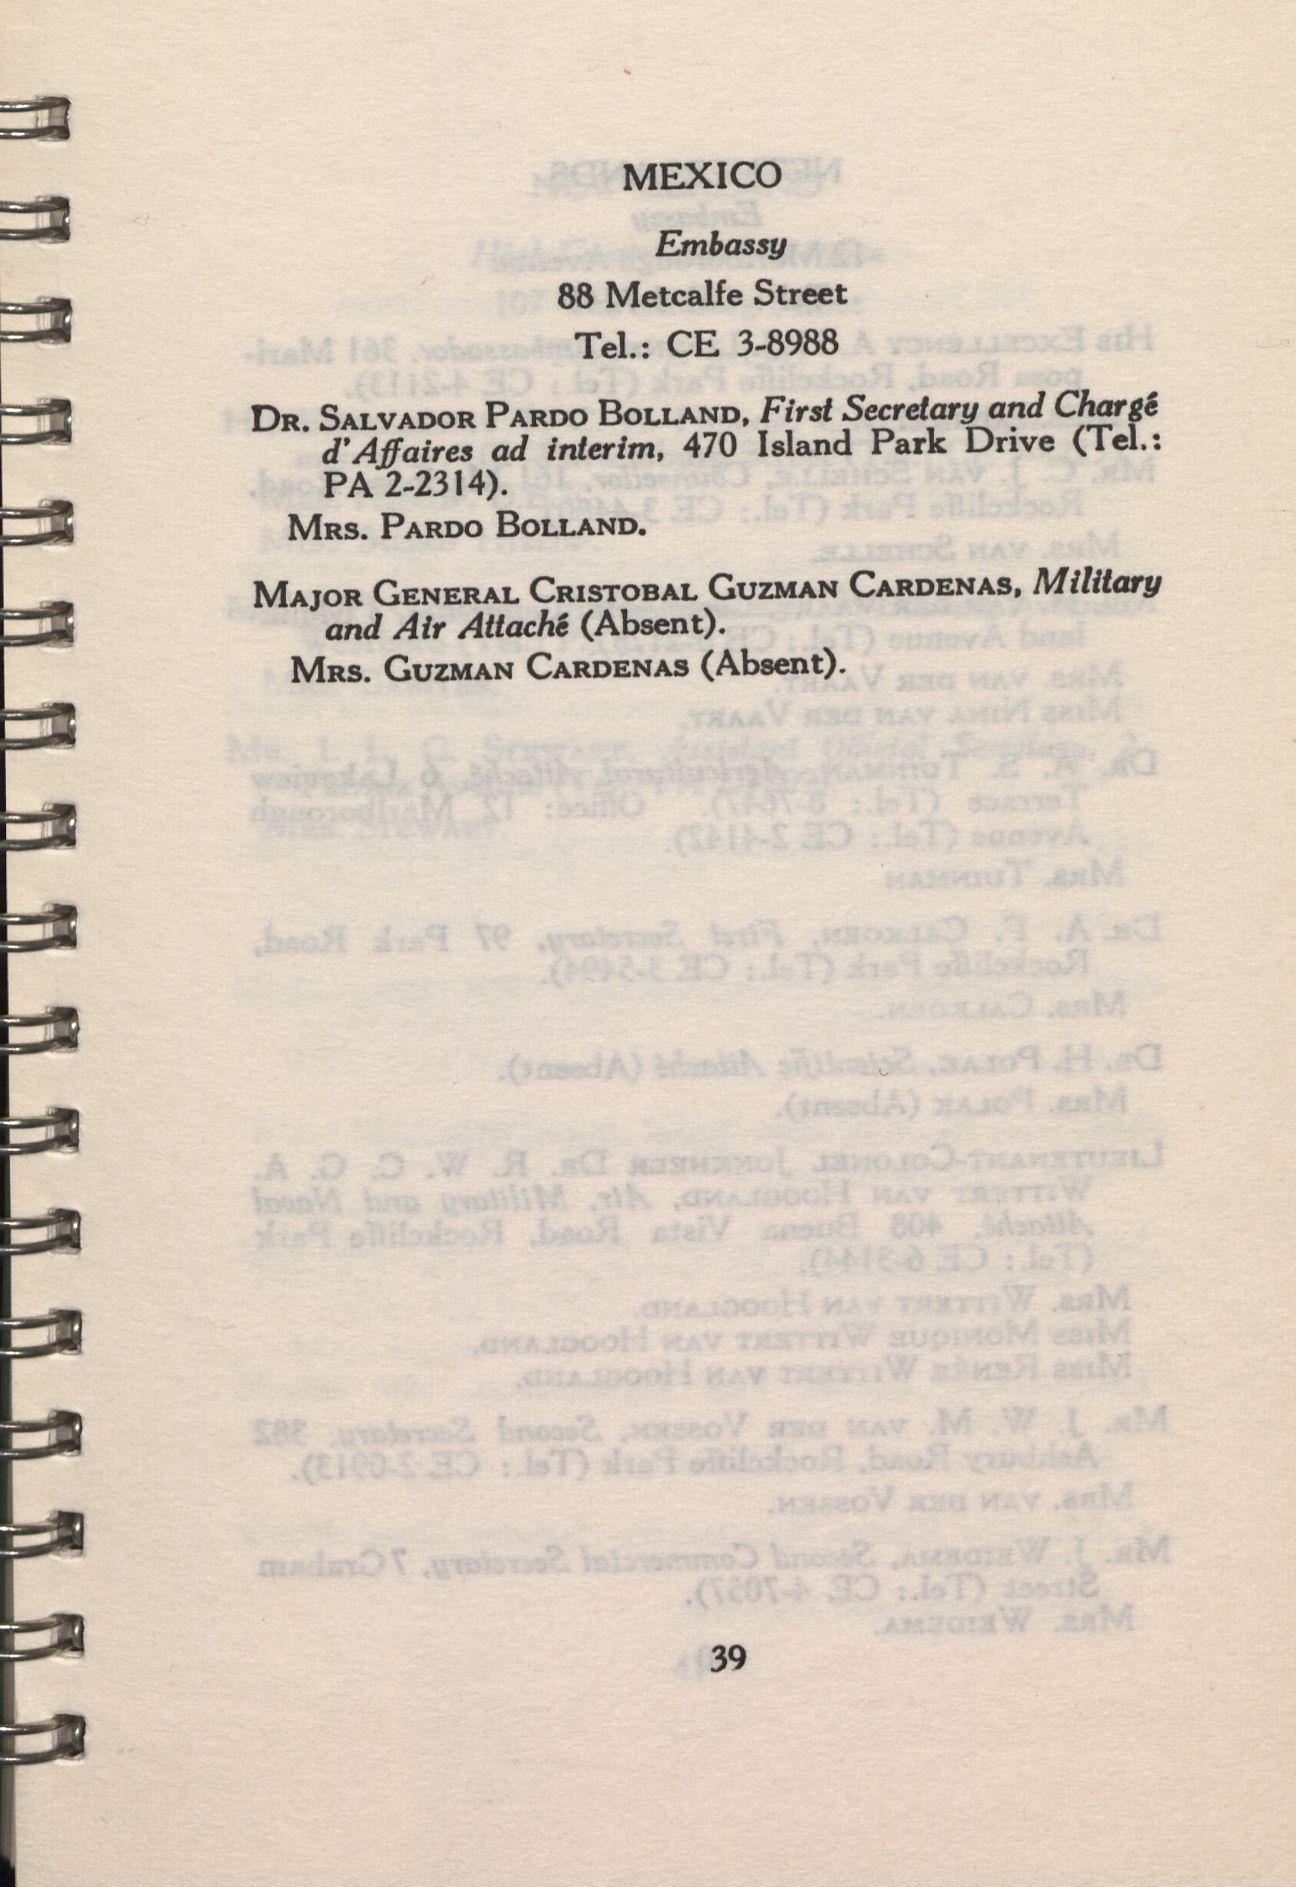 MEXICO
Embassy
88 Metcalfe Street
Tel.: CE 3-8988
DR. SALVADOR PARDO BOLLAND, First Secretary and Chargé
d'Affaires ad interim, 470 Island Park Drive (Tel.:
PA 2-2314).
MRS. PARDO BOLLAND.
MAJOR GENERAL CRISTOBAL GUZMAN CARDENAS, Military
and Air Attaché (Absent).
MRS. GUZMAN CARDENAS (Absent).
39